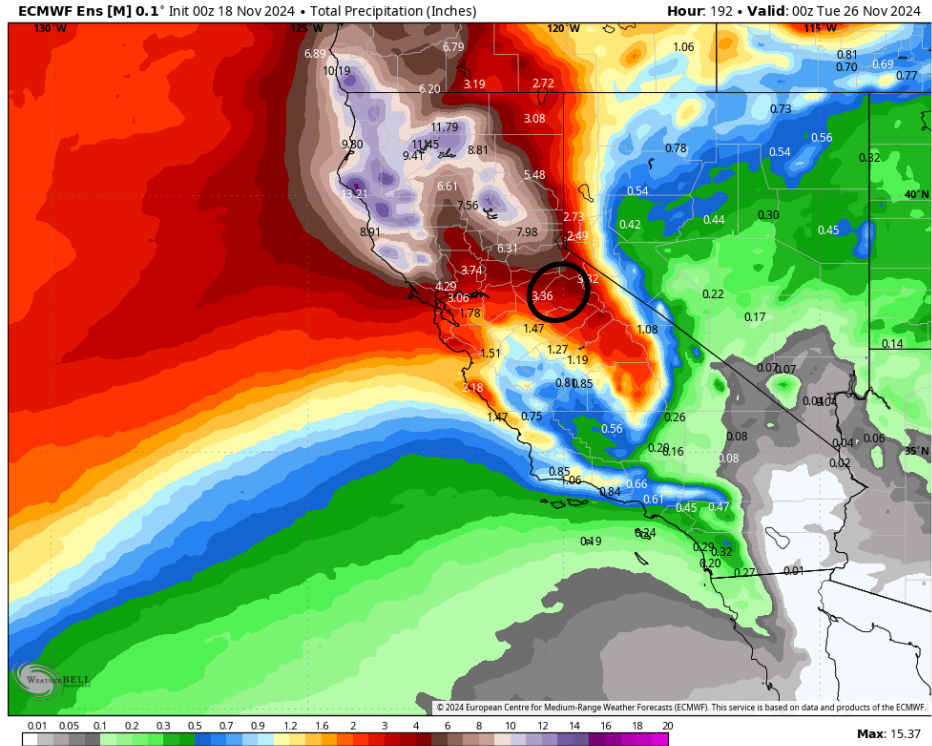 ECMWF Ens [M] 0.1° Init 00z 18 Nov 2024 • Total Precipitation (Inches) Hour: 192 • Valid: 00z Tue 26 Nov 2024
130°W 125°W 120°W 115°W
6.89 6.79 1.06 0.81
10.19 0.70 0.69
6.20 3.19 2.72 0.77
3.08 0.73
11.79
9.80 11.45 0.56
9.41 8.81 0.78 0.54 0.32
5.48
13.21 6.61 0.54 40°N
7.56 2.73 0.44 0.30
8.91 7.98 2.49 0.42 0.45
6.31
3.74
4.29 3.32
3.06 3.36 0.22
1.78 0.17
1.47 1.08
1.51 1.27 0.14
1.19
0.07 0.07
2.18 0.85
1.47 0.75 0.26
0.56 0.08 0.04 0.06
0.20 0.16 35°N
0.08 0.02
0.85
1.06 0.66
0.84 0.61
0.45 0.47
0.24
0.19 0.29 0.32
0.20
0.27 0.01
WEATHERBELL
© 2024 European Centre for Medium-Range Weather Forecasts (ECMWF). This service is based on data and products of the ECMWF.
0.01 0.05 0.1 0.2 0.3 0.5 0.7 0.9 1.2 1.6 2 3 4 6 8 10 12 13 14 16 18 20
Max: 15.37